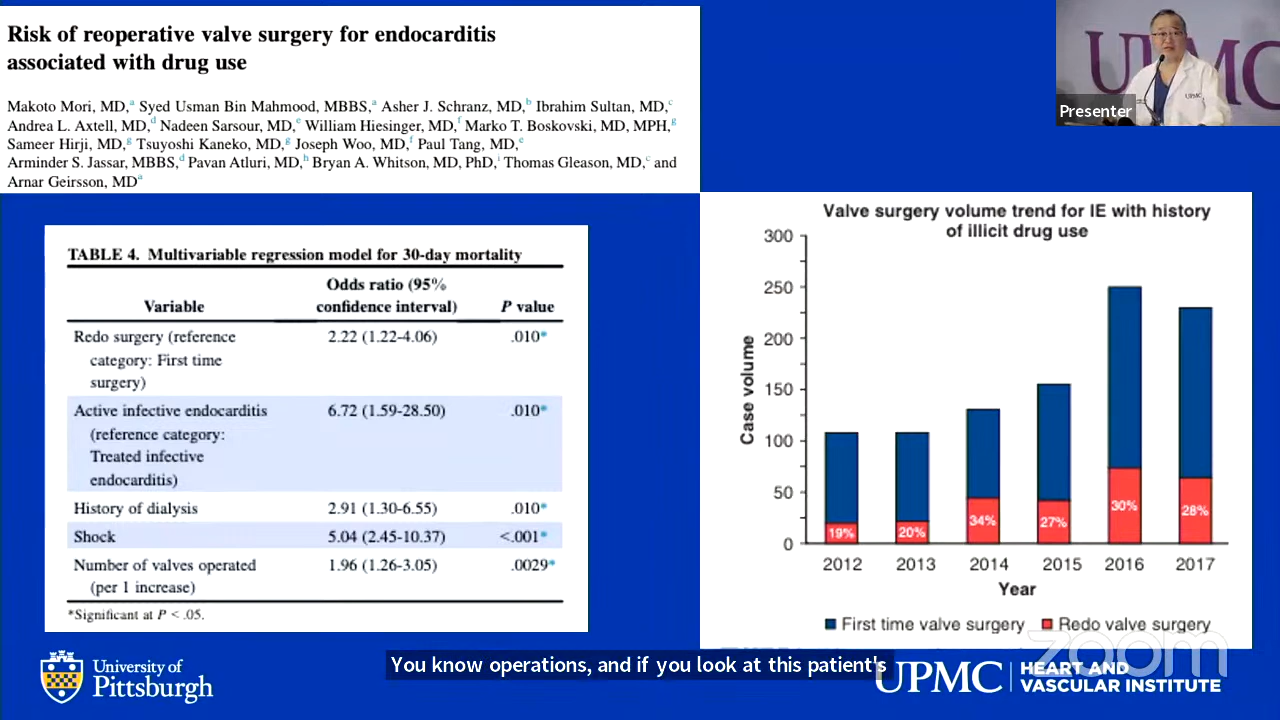 Risk of reoperative valve surgery for endocarditis
associated with drug use
Makoto Mori, MD,ᵃ Syed Usman Bin Mahmood, MBBS,ᵃ Asher J. Schranz, MD,ᵇ Ibrahim Sultan, MD,ᶜ
Andrea L. Axtell, MD,ᵈ Nadeen Sarsour, MD,ᵉ William Hiesinger, MD,ᶠ Marko T. Boskovski, MD, MPH,ᵍ
Sameer Hirji, MD,ᵍ Tsuyoshi Kaneko, MD,ᵍ Joseph Woo, MD,ᶠ Paul Tang, MD,ᵉ
Arminder S. Jassar, MBBS,ᵈ Pavan Atluri, MD,ʰ Bryan A. Whitson, MD, PhD,ⁱ Thomas Gleason, MD,ᶜ and
Arnar Geirsson, MDᵃ
UPMC
UPMC
Presenter
TABLE 4. Multivariable regression model for 30-day mortality
Odds ratio (95%
Variable confidence interval) P value
Redo surgery (reference 2.22 (1.22-4.06) .010*
category: First time
surgery)
Active infective endocarditis 6.72 (1.59-28.50) .010*
(reference category:
Treated infective
endocarditis)
History of dialysis 2.91 (1.30-6.55) .010*
Shock 5.04 (2.45-10.37) <.001*
Number of valves operated 1.96 (1.26-3.05) .0029*
(per 1 increase)
*Significant at P < .05.
Valve surgery volume trend for IE with history
of illicit drug use
Case volume
300
250
200
150
100
50
0
19% 20% 34% 27% 30% 28%
2012 2013 2014 2015 2016 2017
Year
First time valve surgery Redo valve surgery
zoom
You know operations, and if you look at this patient's
University of
Pittsburgh
UPMC HEART AND
VASCULAR INSTITUTE